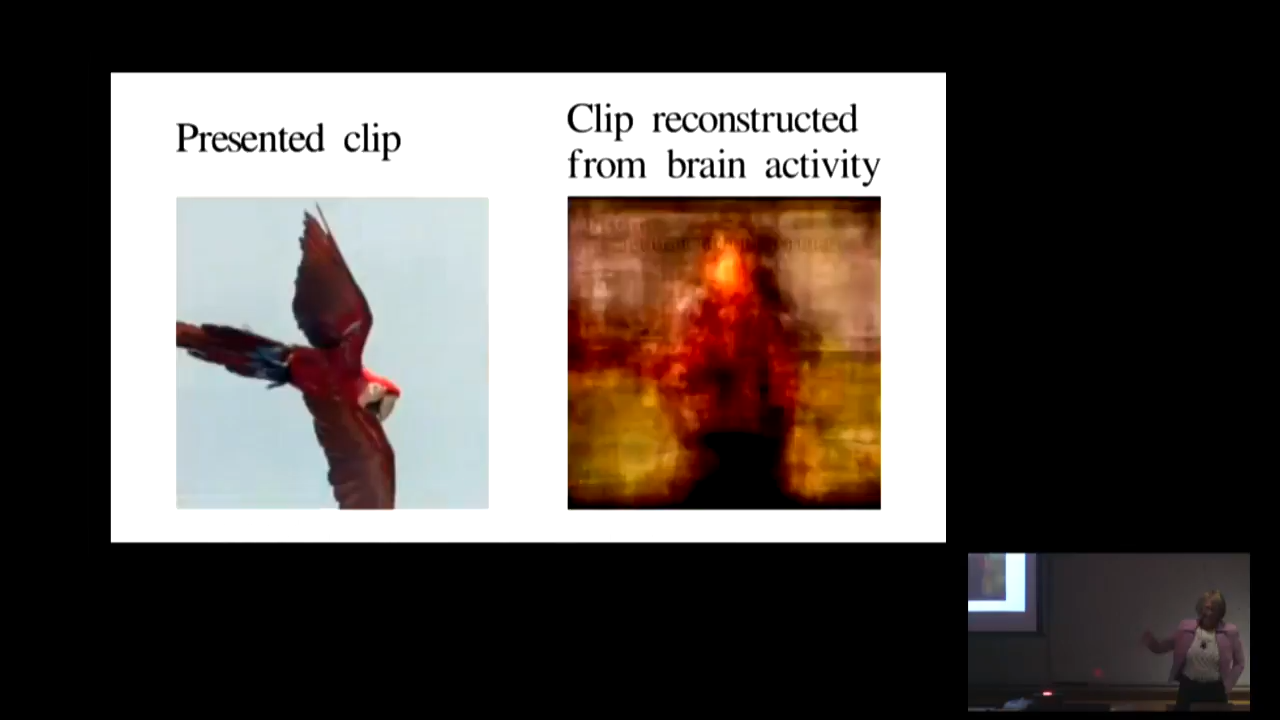 Presented clip
Clip reconstructed
from brain activity